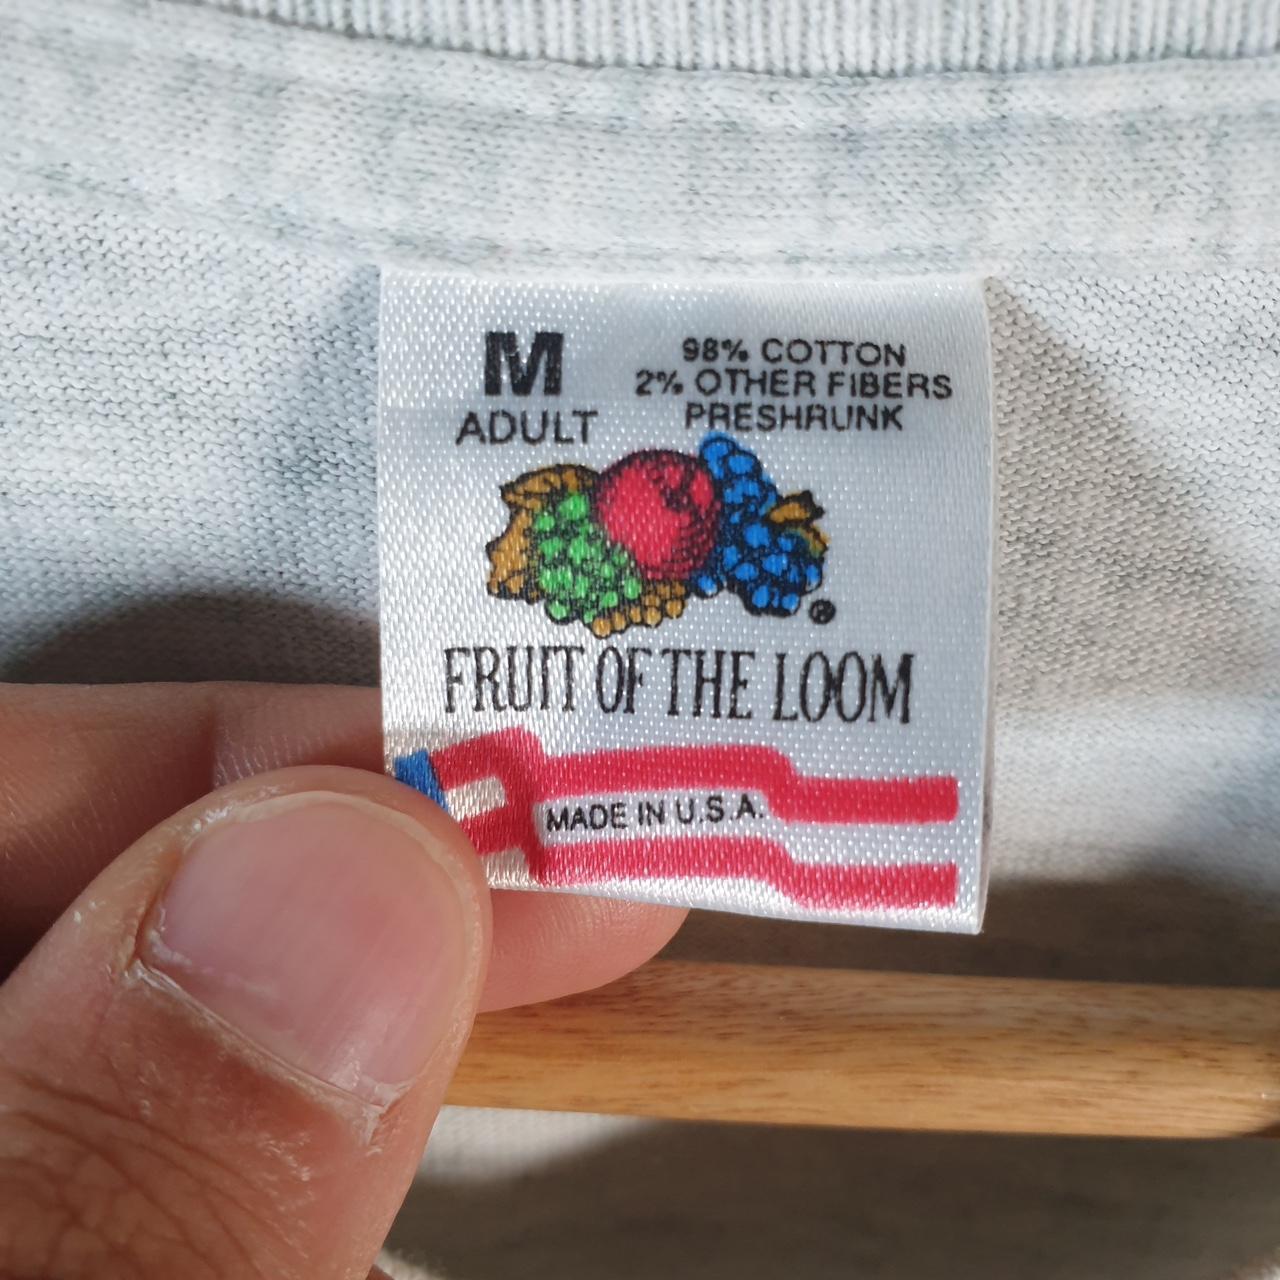 M
ADULT
98% COTTON
2% OTHER FIBERS
PRESHRUNK
®
FRUIT OF THE LOOM
MADE IN U.S.A.